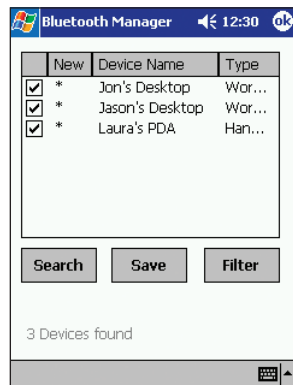 Bluetooth Manager 12:30 ok
New Device Name Type
* Jon's Desktop Wor...
* Jason's Desktop Wor...
* Laura's PDA Han...
Search Save Filter
3 Devices found